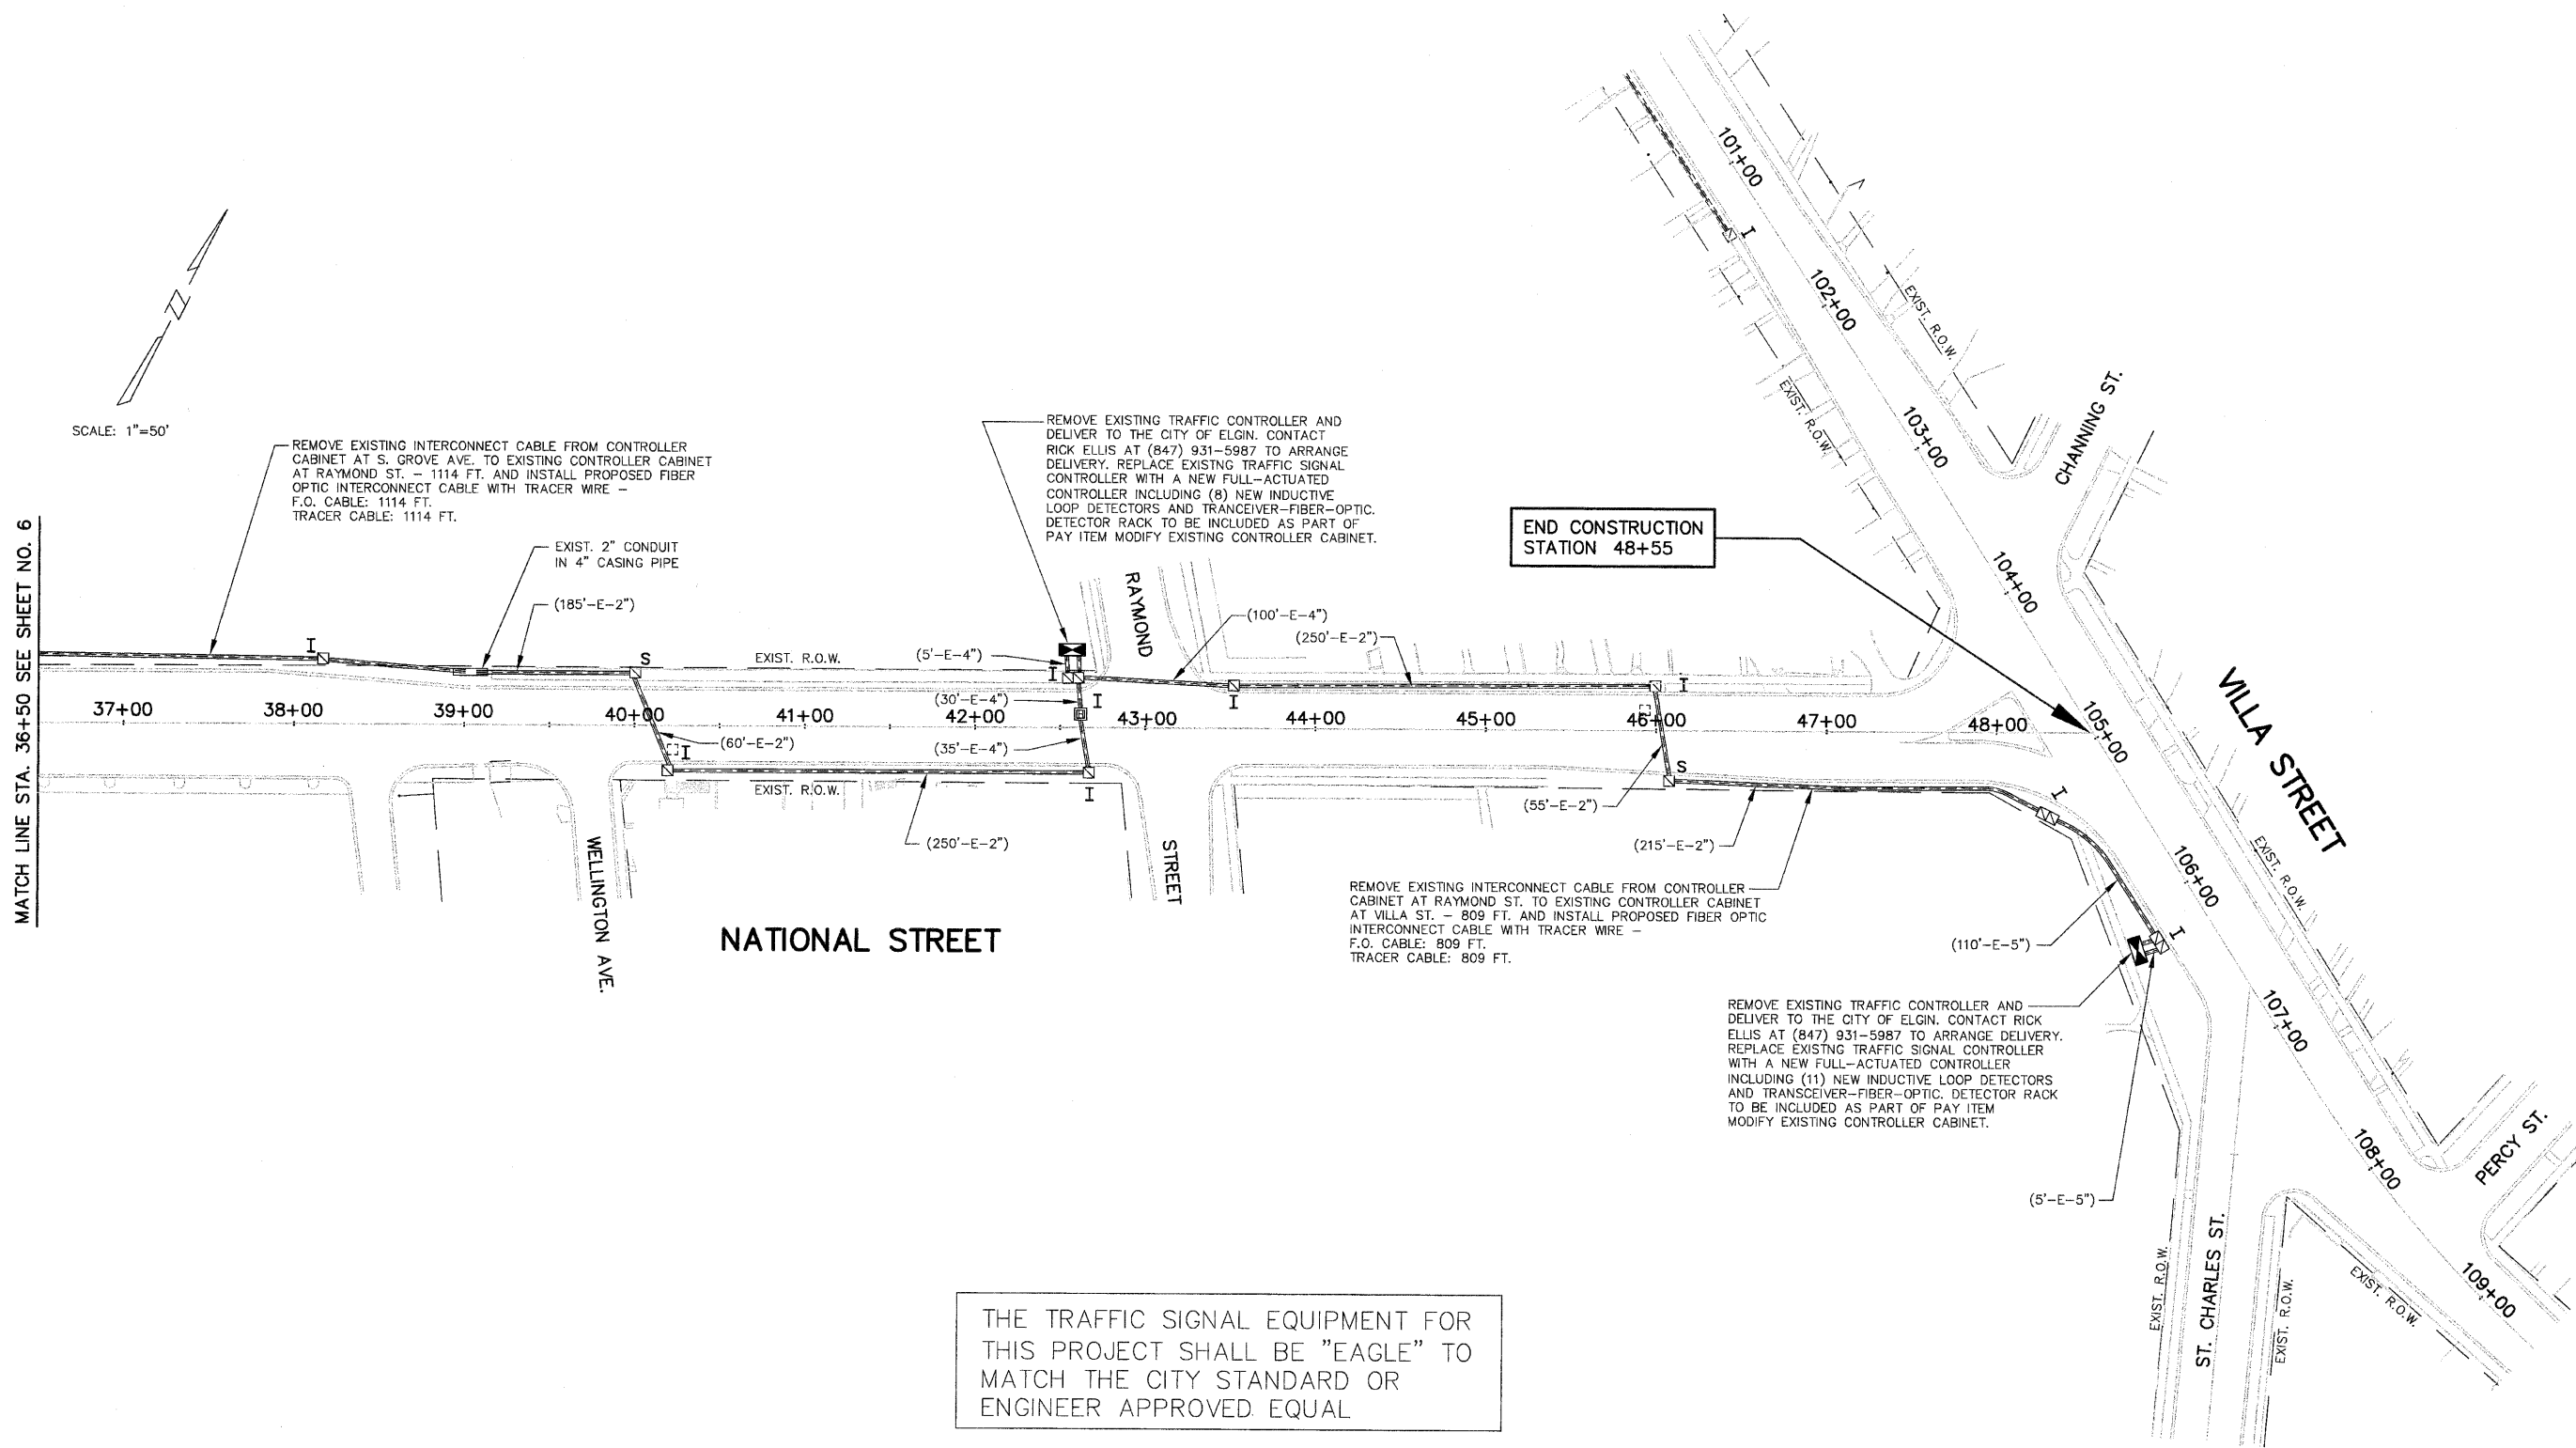 101+00
102+00
103+00
104+00
105+00
106+00
107+00
108+00
109+00
I
EXIST. R.O.W.
EXIST. R.O.W.
CHANNING ST.
VILLA STREET
SCALE: 1"=50'
MATCH LINE STA. 36+50 SEE SHEET NO. 6
REMOVE EXISTING INTERCONNECT CABLE FROM CONTROLLER
CABINET AT S. GROVE AVE. TO EXISTING CONTROLLER CABINET
AT RAYMOND ST. – 1114 FT. AND INSTALL PROPOSED FIBER
OPTIC INTERCONNECT CABLE WITH TRACER WIRE –
F.O. CABLE: 1114 FT.
TRACER CABLE: 1114 FT.
EXIST. 2" CONDUIT
IN 4" CASING PIPE
(185'-E-2")
REMOVE EXISTING TRAFFIC CONTROLLER AND
DELIVER TO THE CITY OF ELGIN. CONTACT
RICK ELLIS AT (847) 931-5987 TO ARRANGE
DELIVERY. REPLACE EXISTNG TRAFFIC SIGNAL
CONTROLLER WITH A NEW FULL-ACTUATED
CONTROLLER INCLUDING (8) NEW INDUCTIVE
LOOP DETECTORS AND TRANCEIVER-FIBER-OPTIC.
DETECTOR RACK TO BE INCLUDED AS PART OF
PAY ITEM MODIFY EXISTING CONTROLLER CABINET.
END CONSTRUCTION
STATION 48+55
RAYMOND
(100'-E-4")
(250'-E-2")
I
S
EXIST. R.O.W.
(5'-E-4")
I
I
I
I
(30'-E-4")
37+00
38+00
39+00
40+00
41+00
42+00
43+00
44+00
45+00
46+00
47+00
48+00
(60'-E-2")
(35'-E-4")
I
I
S
EXIST. R.O.W.
(250'-E-2")
(55'-E-2")
(215'-E-2")
I
WELLINGTON AVE.
STREET
NATIONAL STREET
REMOVE EXISTING INTERCONNECT CABLE FROM CONTROLLER
CABINET AT RAYMOND ST. TO EXISTING CONTROLLER CABINET
AT VILLA ST. – 809 FT. AND INSTALL PROPOSED FIBER OPTIC
INTERCONNECT CABLE WITH TRACER WIRE –
F.O. CABLE: 809 FT.
TRACER CABLE: 809 FT.
EXIST. R.O.W.
(110'-E-5")
I
REMOVE EXISTING TRAFFIC CONTROLLER AND
DELIVER TO THE CITY OF ELGIN. CONTACT RICK
ELLIS AT (847) 931-5987 TO ARRANGE DELIVERY.
REPLACE EXISTNG TRAFFIC SIGNAL CONTROLLER
WITH A NEW FULL-ACTUATED CONTROLLER
INCLUDING (11) NEW INDUCTIVE LOOP DETECTORS
AND TRANSCEIVER-FIBER-OPTIC. DETECTOR RACK
TO BE INCLUDED AS PART OF PAY ITEM
MODIFY EXISTING CONTROLLER CABINET.
(5'-E-5")
PERCY ST.
ST. CHARLES ST.
EXIST. R.O.W.
EXIST. R.O.W.
EXIST. R.O.W.
THE TRAFFIC SIGNAL EQUIPMENT FOR
THIS PROJECT SHALL BE "EAGLE" TO
MATCH THE CITY STANDARD OR
ENGINEER APPROVED EQUAL